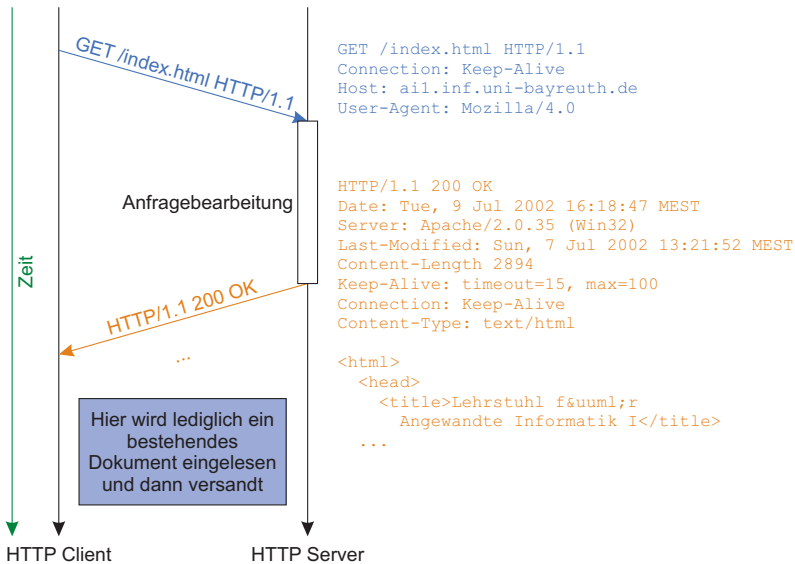 GET /index.html HTTP/1.1
GET /index.html HTTP/1.1
Connection: Keep-Alive
Host: ai1.inf.uni-bayreuth.de
User-Agent: Mozilla/4.0
Anfragebearbeitung
HTTP/1.1 200 OK
Date: Tue, 9 Jul 2002 16:18:47 MEST
Server: Apache/2.0.35 (Win32)
Last-Modified: Sun, 7 Jul 2002 13:21:52 MEST
Content-Length 2894
Keep-Alive: timeout=15, max=100
Connection: Keep-Alive
Content-Type: text/html
Zeit
HTTP/1.1 200 OK
...
<html>
<head>
<title>Lehrstuhl f&uuml;r
Angewandte Informatik I</title>
...
Hier wird lediglich ein
bestehendes
Dokument eingelesen
und dann versandt
HTTP Client
HTTP Server